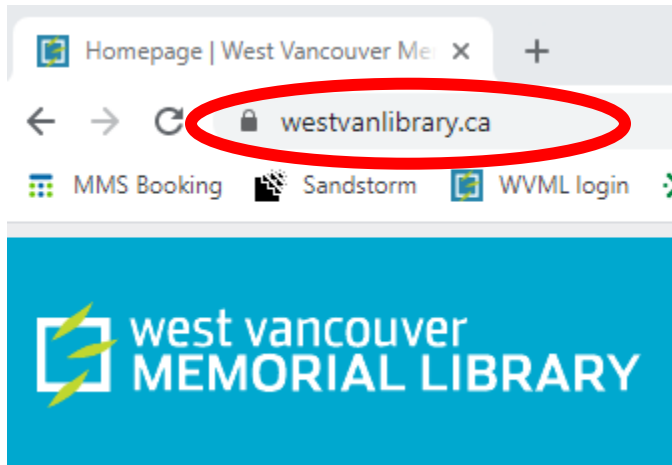 Homepage | West Vancouver Me
westvanlibrary.ca
MMS Booking Sandstorm WVML login
west vancouver
MEMORIAL LIBRARY